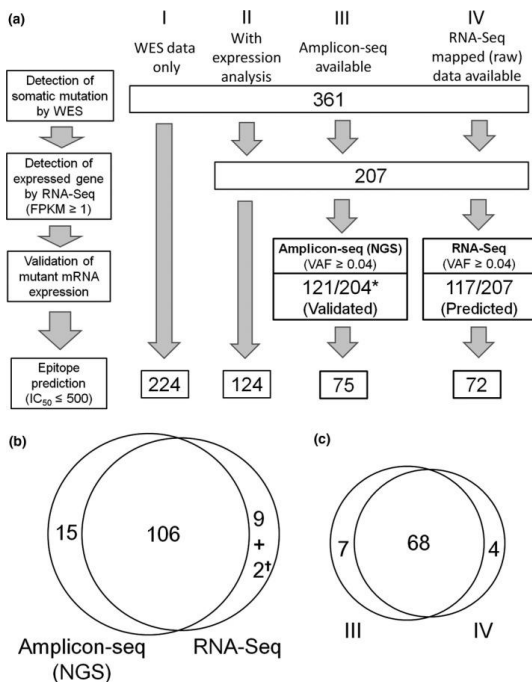 (a)
I
II
III
IV
WES data
only
With
expression
analysis
Amplicon-seq
available
RNA-Seq
mapped (raw)
data available
Detection of
somatic mutation
by WES
361
Detection of
expressed gene
by RNA-Seq
(FPKM ≥ 1)
207
Validation of
mutant mRNA
expression
Amplicon-seq (NGS)
(VAF ≥ 0.04)
121/204*
(Validated)
RNA-Seq
(VAF ≥ 0.04)
117/207
(Predicted)
Epitope
prediction
(IC50 ≤ 500)
224
124
75
72
(b)
15
106
9
+
2†
Amplicon-seq
(NGS)
RNA-Seq
(c)
7
68
4
III
IV